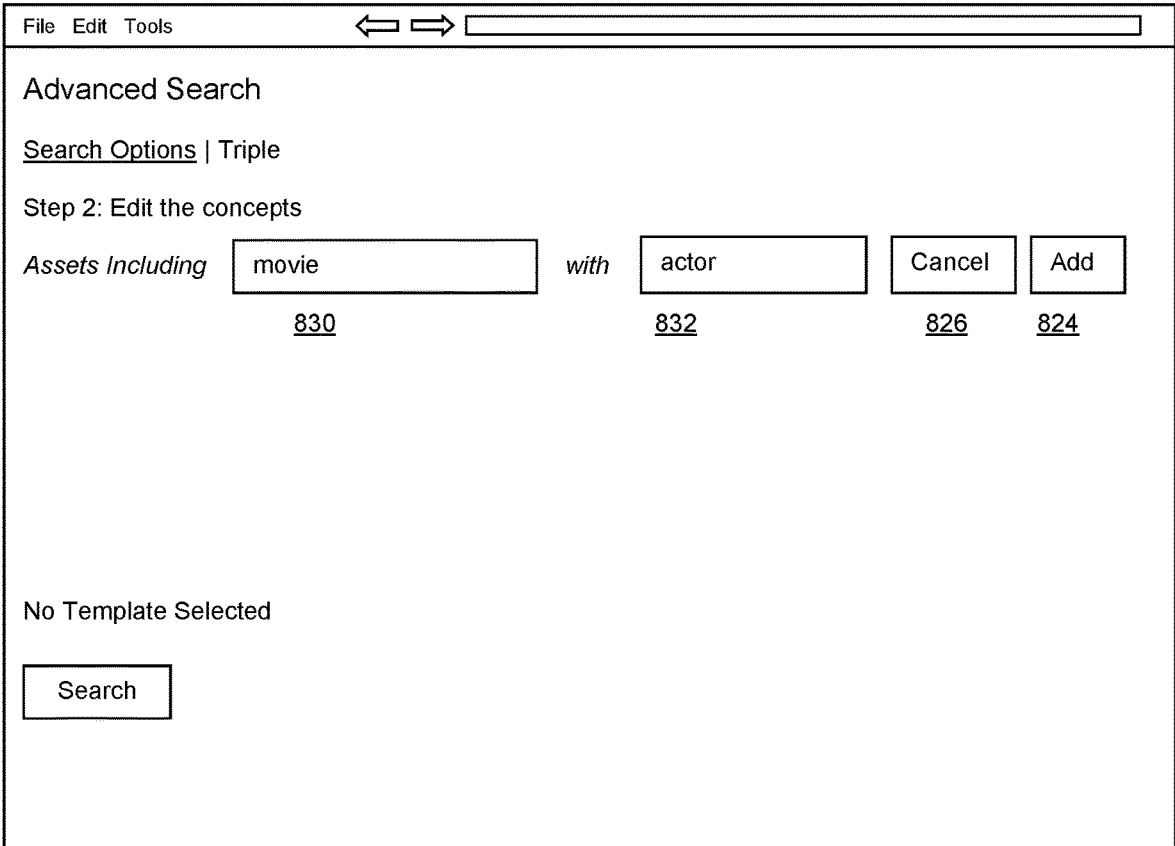 File Edit Tools
Advanced Search
Search Options | Triple
Step 2: Edit the concepts
Assets Including movie with actor Cancel Add
830 832 826 824
No Template Selected
Search